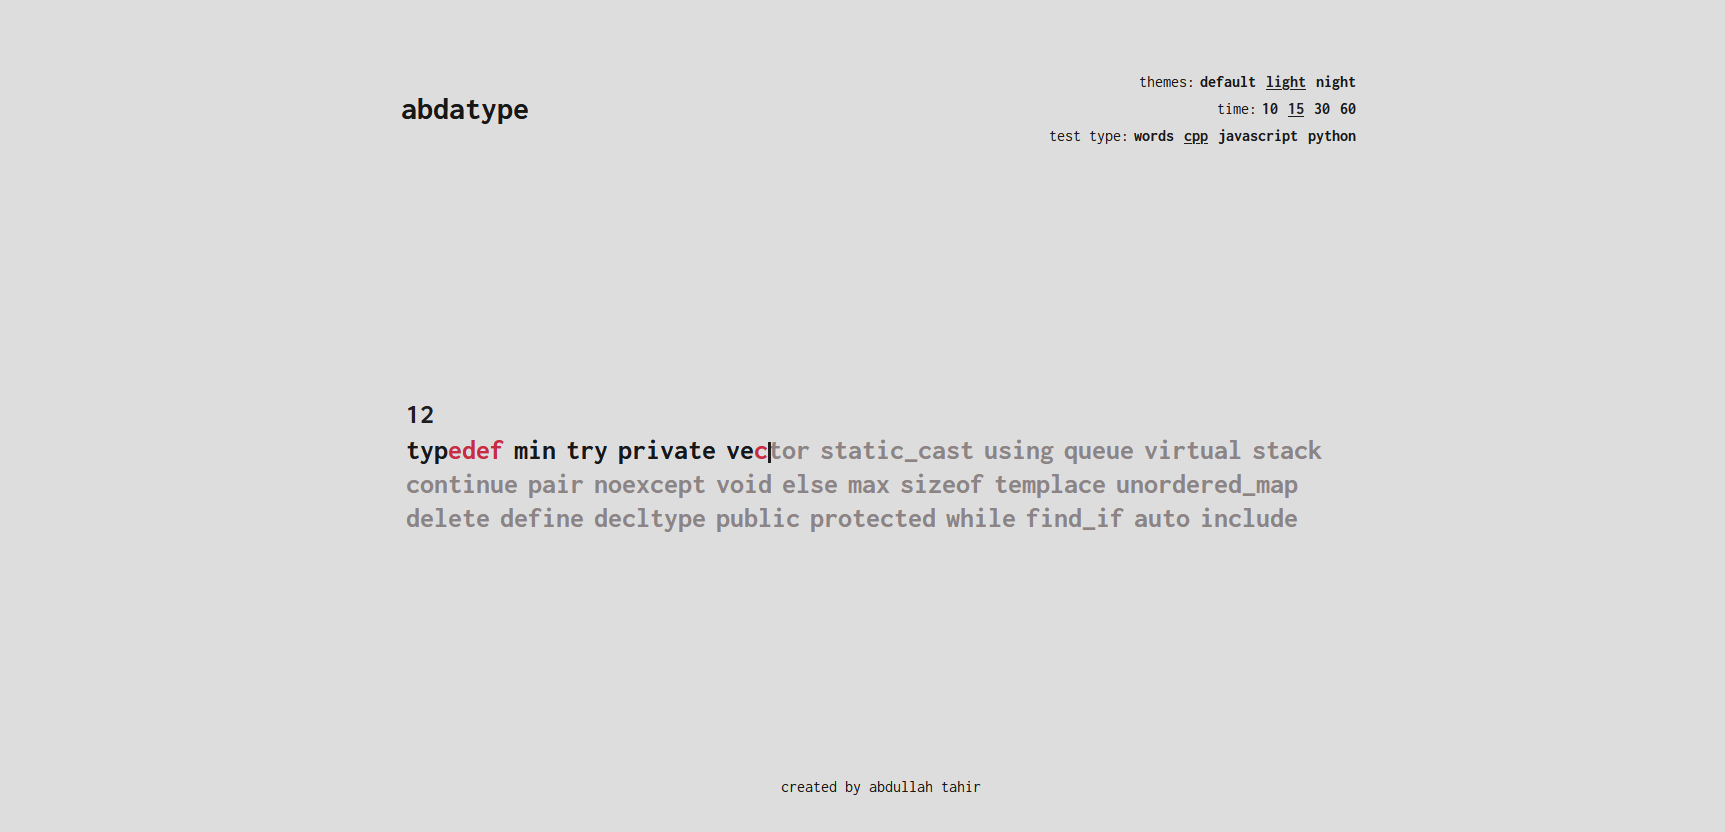 abdatype
themes: default light night
time: 10 15 30 60
test type: words cpp javascript python
12
typedef min try private vector static_cast using queue virtual stack
continue pair noexcept void else max sizeof templace unordered_map
delete define decltype public protected while find_if auto include
created by abdullah tahir